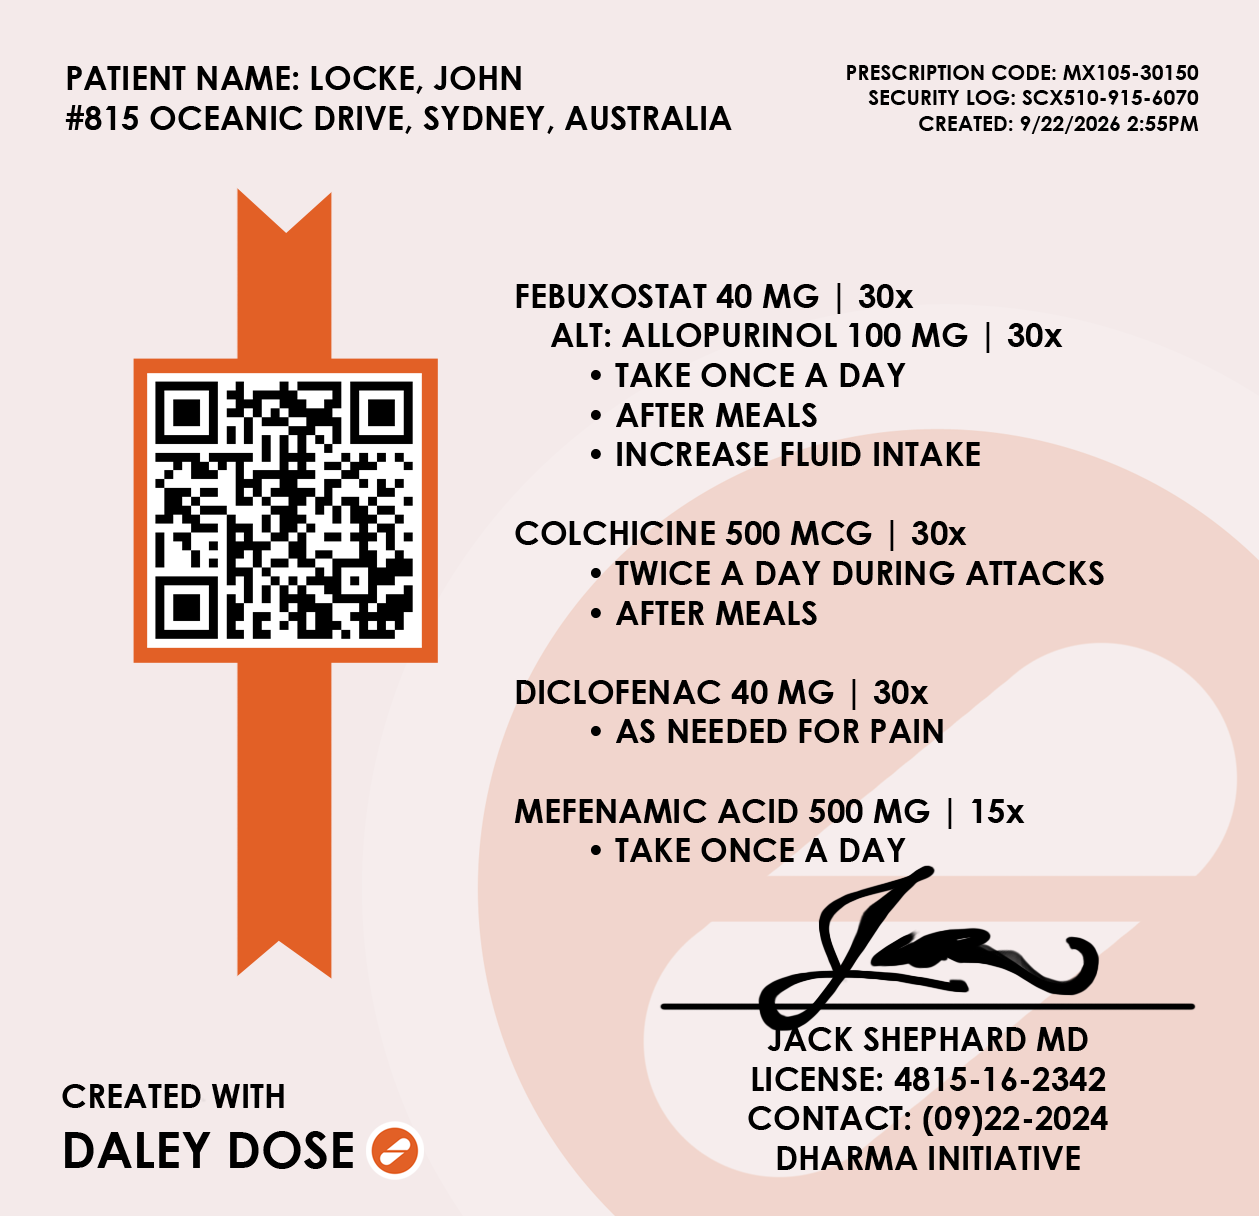 PATIENT NAME: LOCKE, JOHN
#815 OCEANIC DRIVE, SYDNEY, AUSTRALIA
PRESCRIPTION CODE: MX105-30150
SECURITY LOG: SCX510-915-6070
CREATED: 9/22/2026 2:55PM
FEBUXOSTAT 40 MG | 30x
ALT: ALLOPURINOL 100 MG | 30x
• TAKE ONCE A DAY
• AFTER MEALS
• INCREASE FLUID INTAKE
COLCHICINE 500 MCG | 30x
• TWICE A DAY DURING ATTACKS
• AFTER MEALS
DICLOFENAC 40 MG | 30x
• AS NEEDED FOR PAIN
MEFENAMIC ACID 500 MG | 15x
• TAKE ONCE A DAY
JACK SHEPHARD MD
LICENSE: 4815-16-2342
CONTACT: (09)22-2024
DHARMA INITIATIVE
CREATED WITH
DALEY DOSE